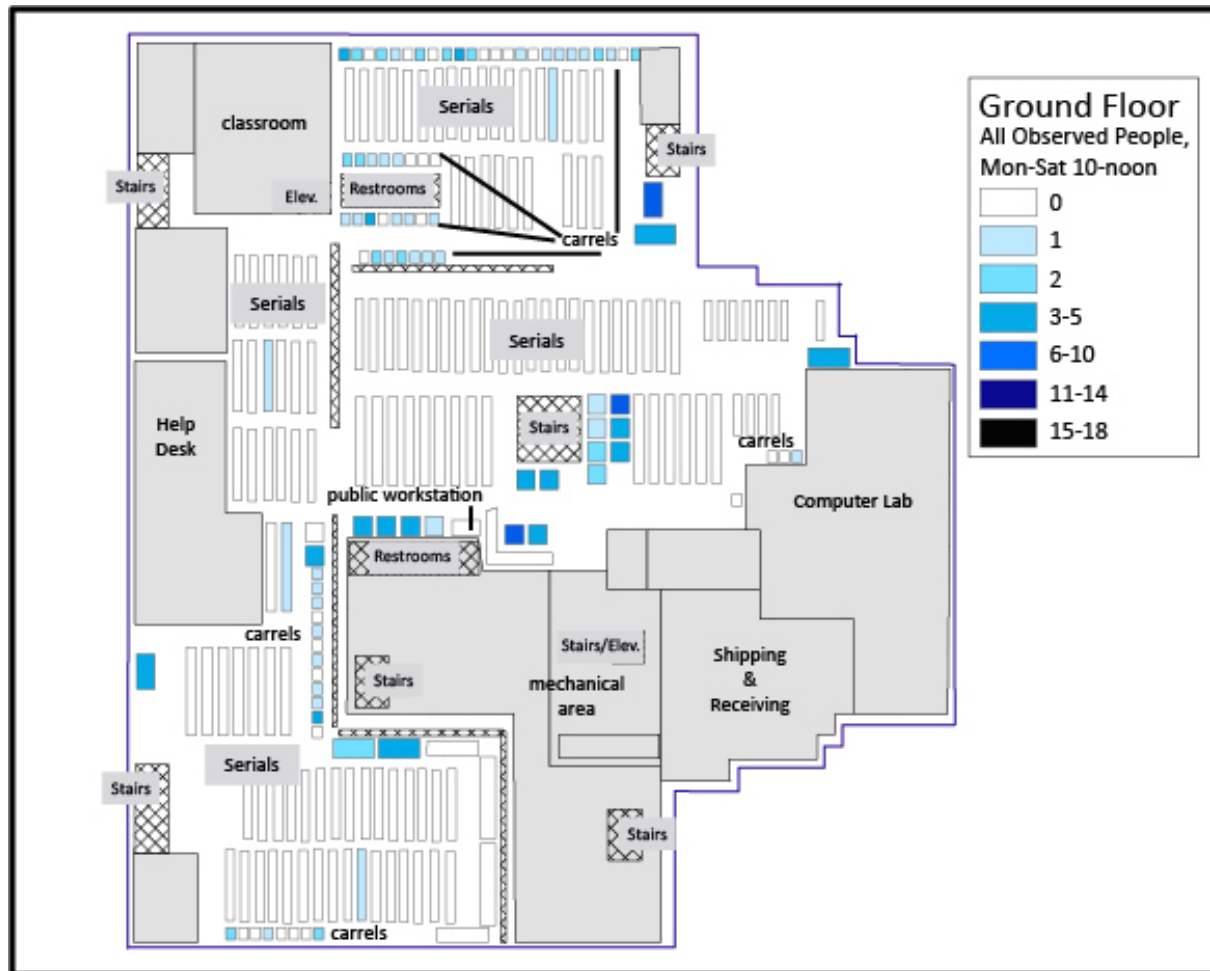 classroom
Serials
Stairs
Stairs
Elev.
Restrooms
carrels
Serials
Serials
Help
Desk
Stairs
carrels
public workstation
Computer Lab
Restrooms
carrels
Stairs/Elev.
mechanical
area
Shipping
&
Receiving
Stairs
Serials
Stairs
Stairs
carrels
Ground Floor
All Observed People,
Mon-Sat 10-noon
0
1
2
3-5
6-10
11-14
15-18